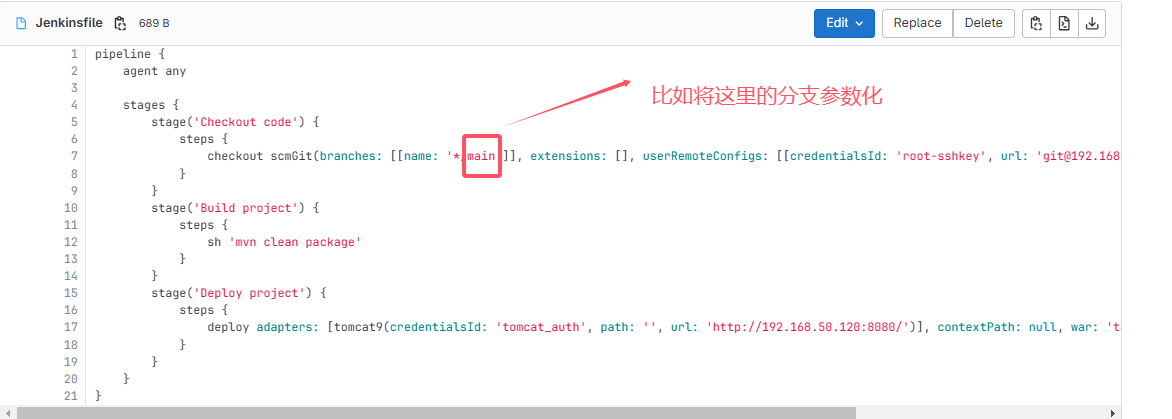 Jenkinsfile 689 B Edit Replace Delete
1 pipeline {
2     agent any
比如将这里的分支参数化
3
4     stages {
5         stage('Checkout code') {
6             steps {
7                 checkout scmGit(branches: [[name: '*/main']], extensions: [], userRemoteConfigs: [[credentialsId: 'root-sshkey', url: 'git@192.168
8             }
9         }
10         stage('Build project') {
11             steps {
12                 sh 'mvn clean package'
13             }
14         }
15         stage('Deploy project') {
16             steps {
17                 deploy adapters: [tomcat9(credentialsId: 'tomcat_auth', path: '', url: 'http://192.168.50.120:8080/')], contextPath: null, war: 't
18             }
19         }
20     }
21 }